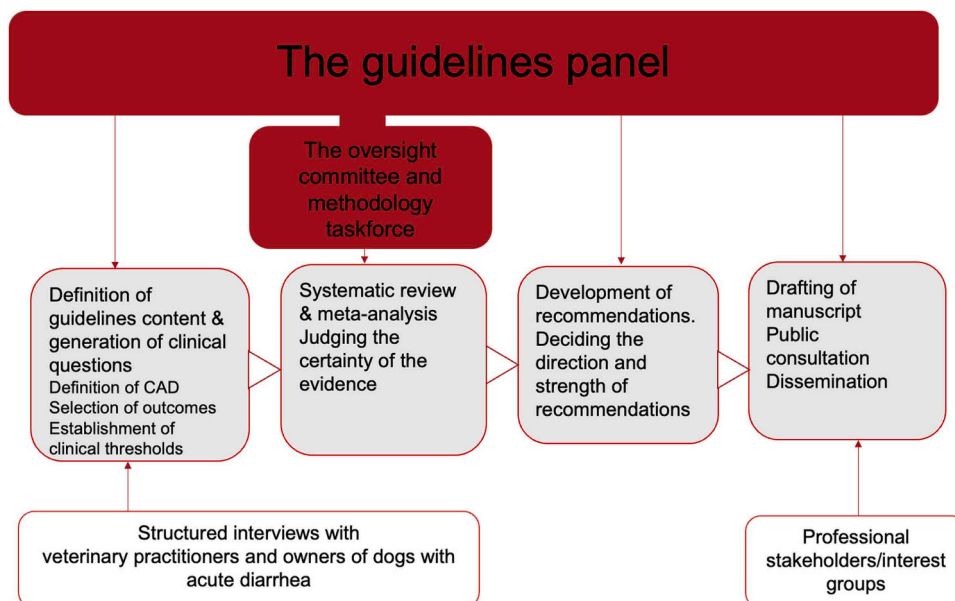 The guidelines panel
The oversight
committee and
methodology
taskforce
Definition of
guidelines content &
generation of clinical
questions
Definition of CAD
Selection of outcomes
Establishment of
clinical thresholds
Systematic review
& meta-analysis
Judging the
certainty of the
evidence
Development of
recommendations.
Deciding the
direction and
strength of
recommendations
Drafting of
manuscript
Public
consultation
Dissemination
Structured interviews with
veterinary practitioners and owners of dogs with
acute diarrhea
Professional
stakeholders/interest
groups